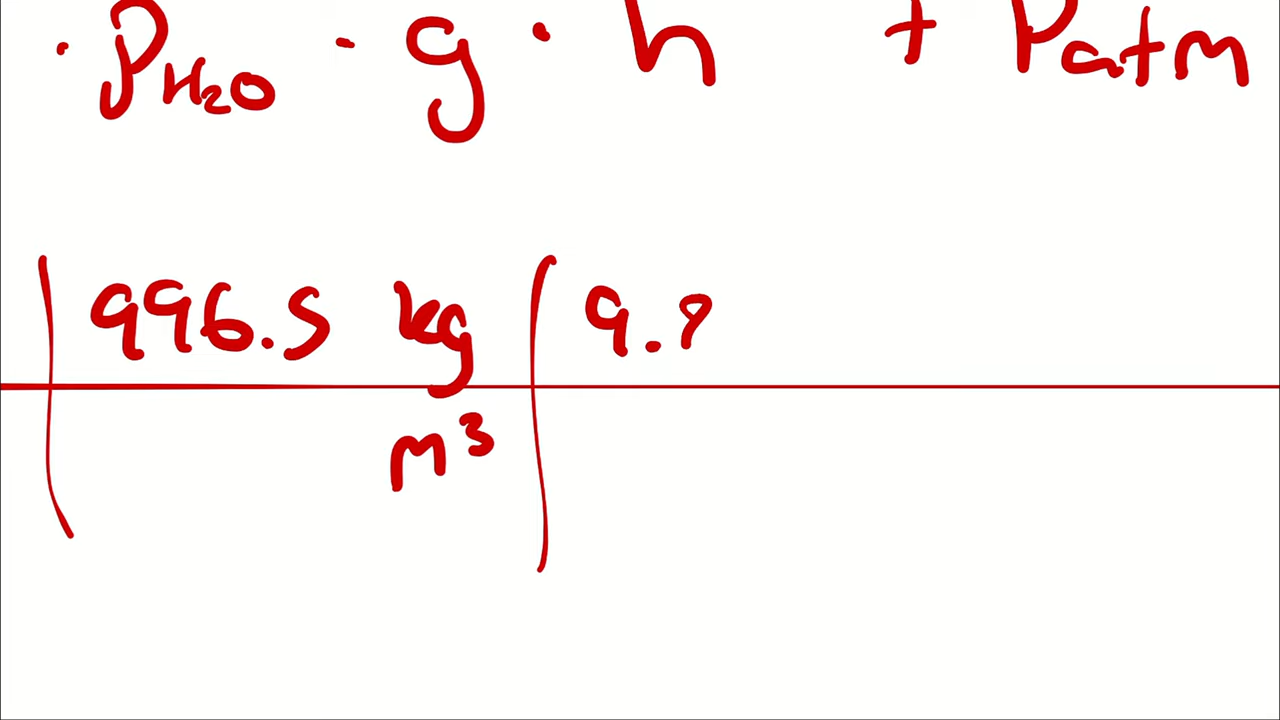 · ρH₂O · g · h + Patm
996.5 kg 9.8
m³